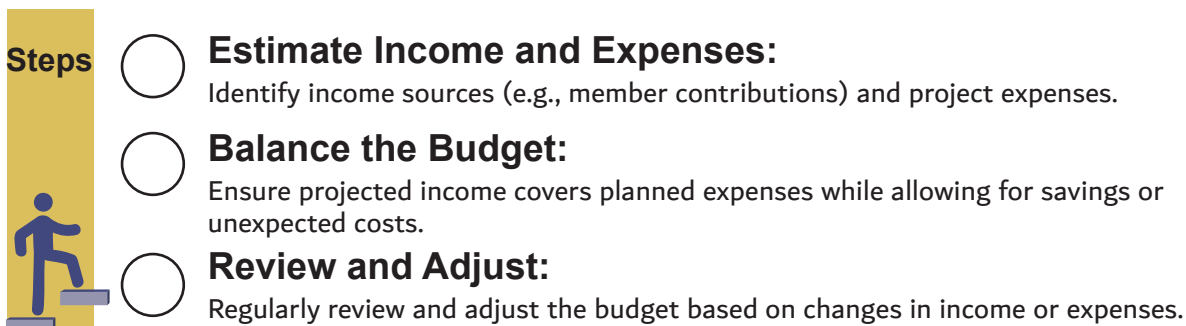 Steps
Estimate Income and Expenses:
Identify income sources (e.g., member contributions) and project expenses.
Balance the Budget:
Ensure projected income covers planned expenses while allowing for savings or
unexpected costs.
Review and Adjust:
Regularly review and adjust the budget based on changes in income or expenses.